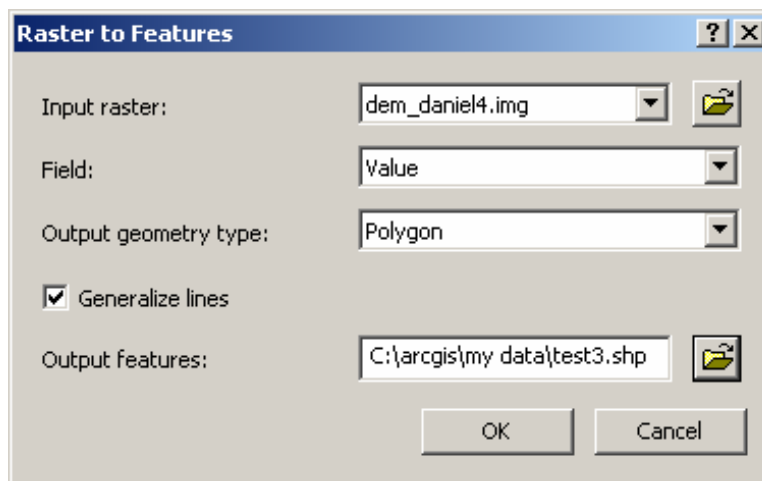 Raster to Features
Input raster: dem_daniel4.img
Field: Value
Output geometry type: Polygon
Generalize lines
Output features: C:\arcgis\my data\test3.shp
OK Cancel